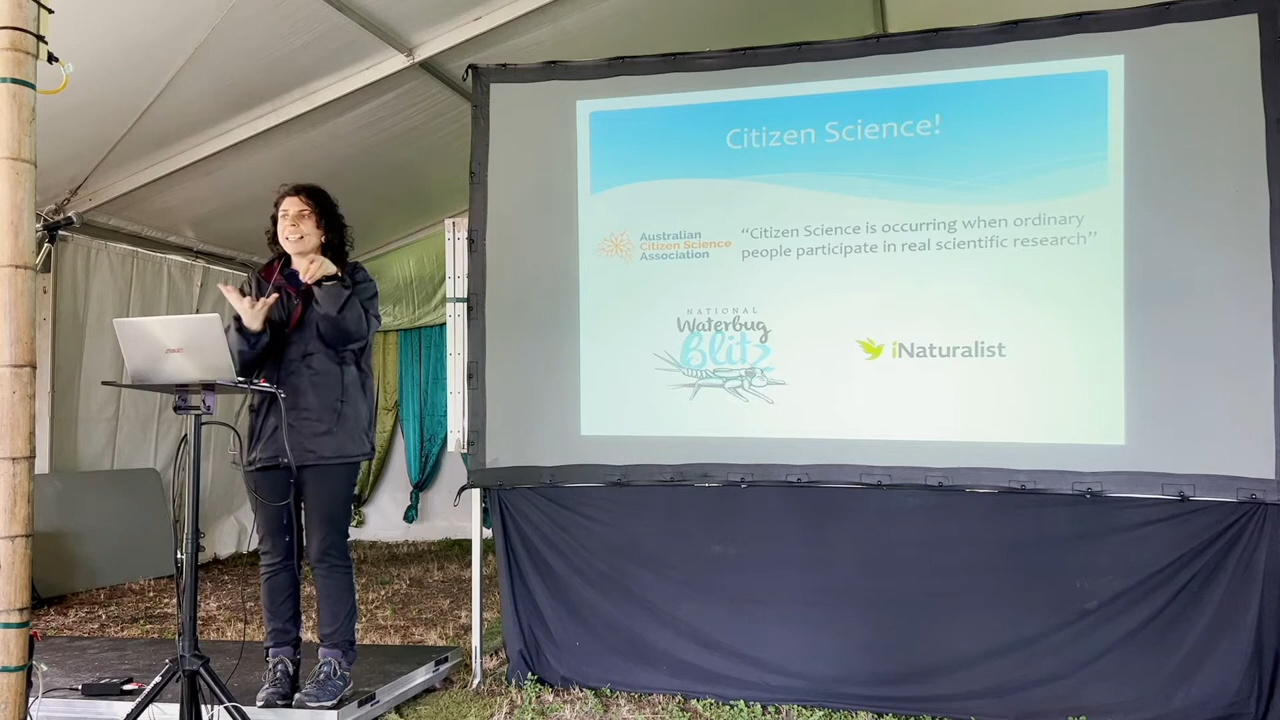 Citizen Science!
Australian
Citizen Science
Association
“Citizen Science is occurring when ordinary
people participate in real scientific research”
NATIONAL
Waterbug
Blitz
iNaturalist
ASUS